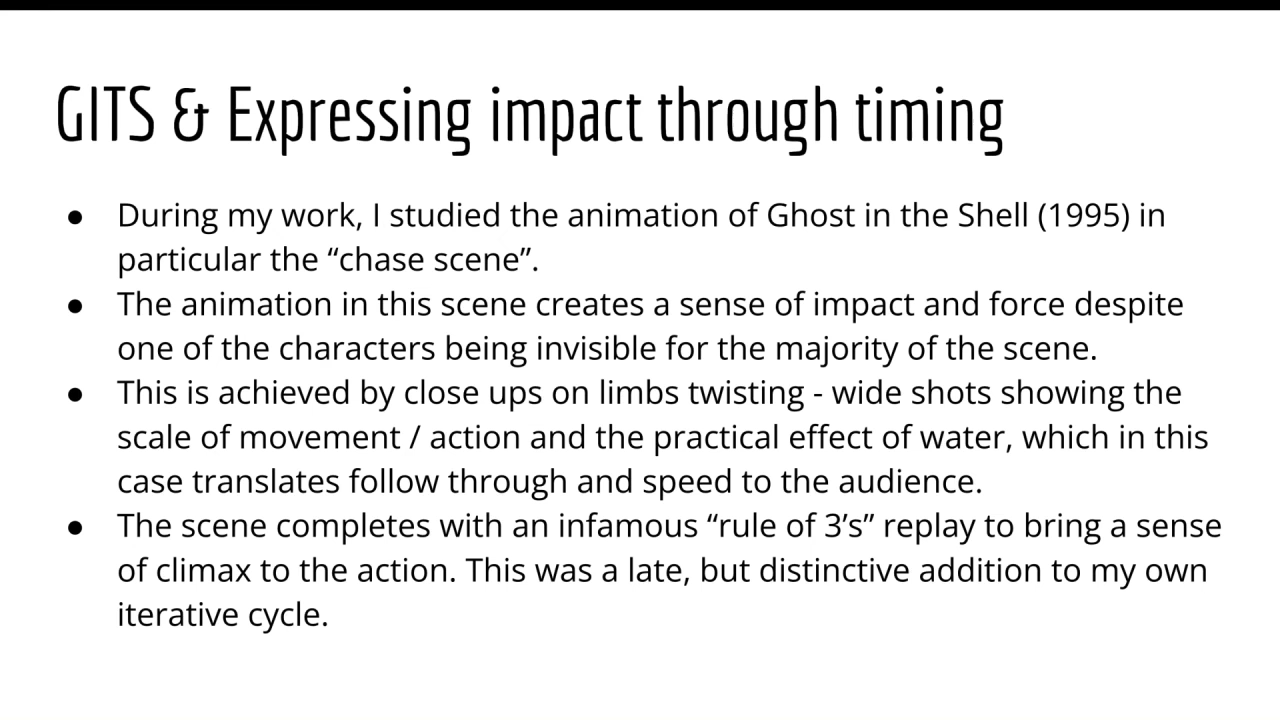 GITS & Expressing impact through timing
● During my work, I studied the animation of Ghost in the Shell (1995) in
particular the “chase scene”.
● The animation in this scene creates a sense of impact and force despite
one of the characters being invisible for the majority of the scene.
● This is achieved by close ups on limbs twisting - wide shots showing the
scale of movement / action and the practical effect of water, which in this
case translates follow through and speed to the audience.
● The scene completes with an infamous “rule of 3’s” replay to bring a sense
of climax to the action. This was a late, but distinctive addition to my own
iterative cycle.